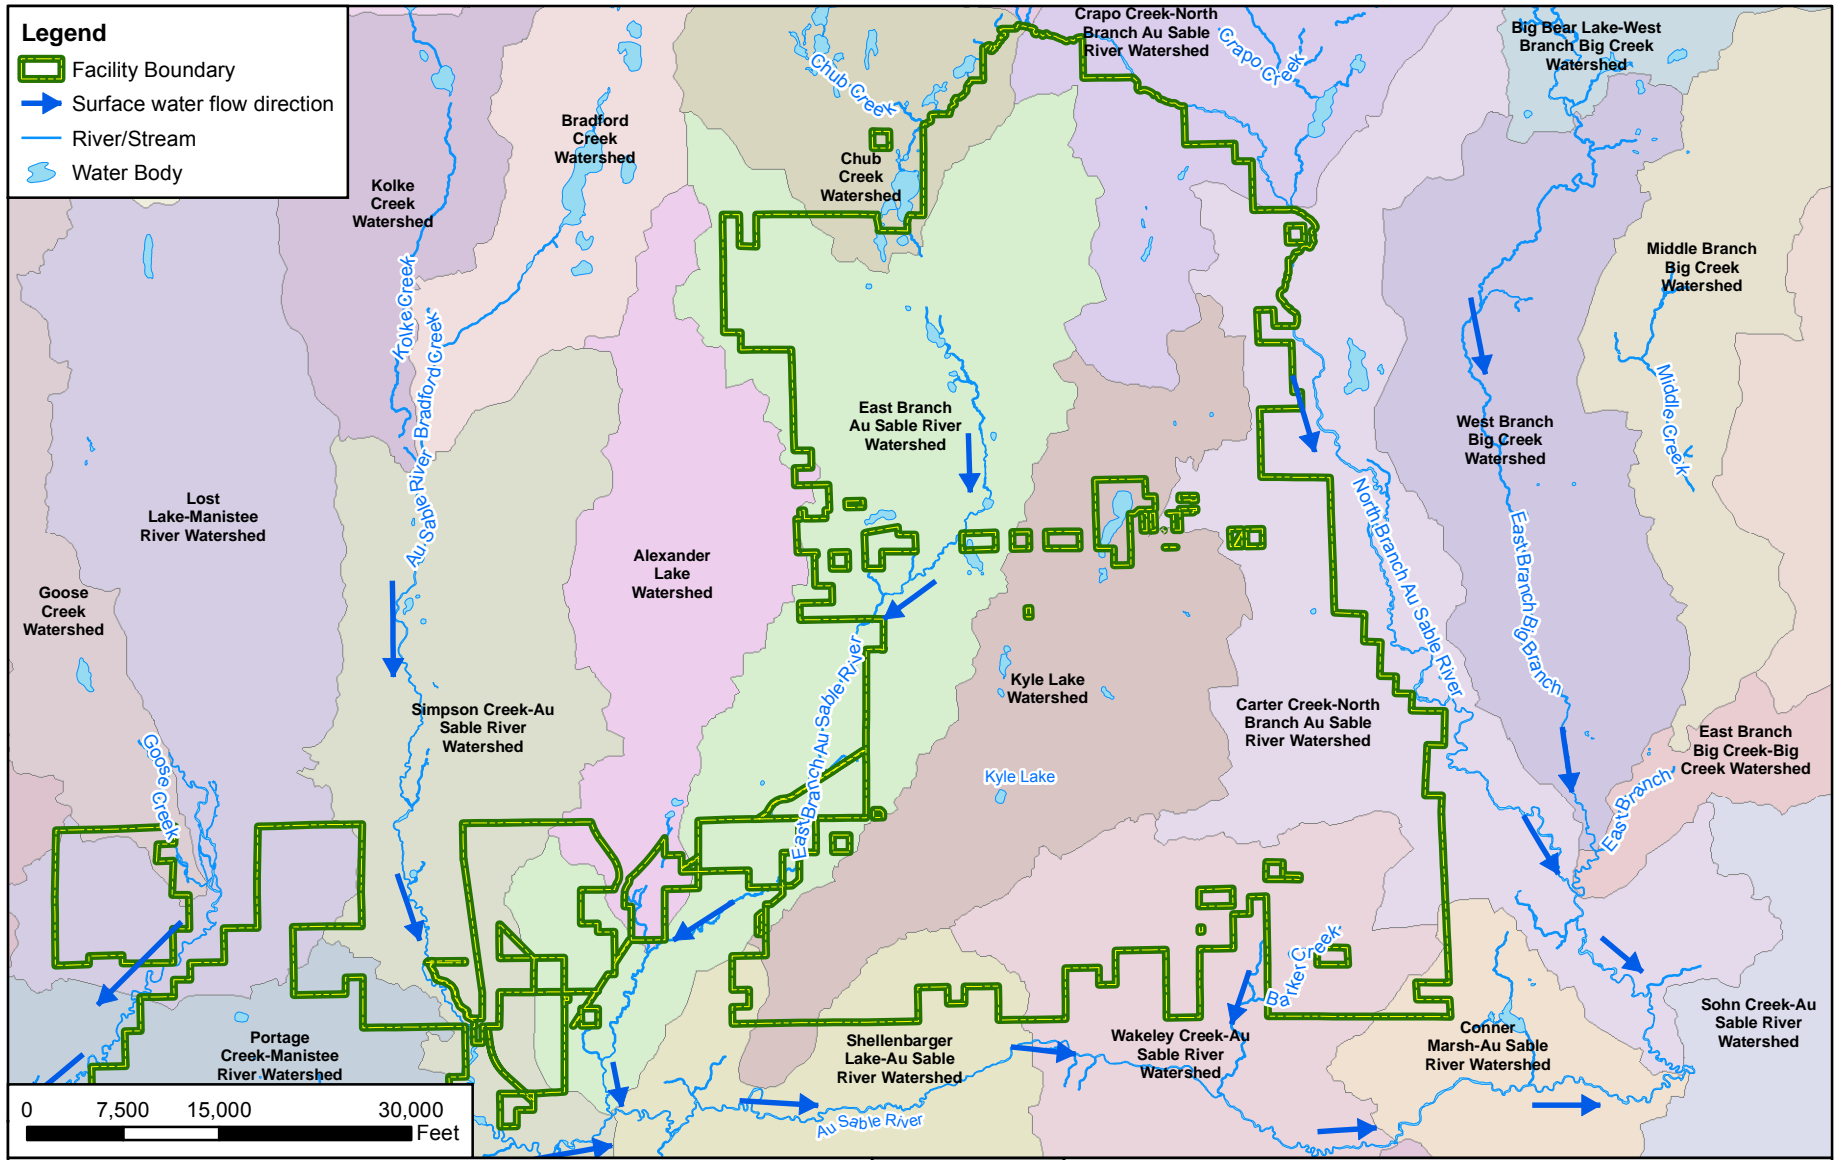 Legend
Facility Boundary
Surface water flow direction
River/Stream
Water Body
Crapo Creek-North
Branch Au Sable
River Watershed
Crapo Creek
Big Bear Lake-West
Branch Big Creek
Watershed
Chub Creek
Bradford
Creek
Watershed
Chub
Creek
Watershed
Kolke
Creek
Watershed
Middle Branch
Big Creek
Watershed
Kolke Creek
Bradford Creek
Au Sable River
Middle Creek
East Branch
Au Sable River
Watershed
West Branch
Big Creek
Watershed
Lost
Lake-Manistee
River Watershed
North Branch Au Sable River
East Branch Big Branch
Alexander
Lake
Watershed
Goose
Creek
Watershed
East Branch Au Sable River
Kyle Lake
Watershed
Simpson Creek-Au
Sable River
Watershed
Carter Creek-North
Branch Au Sable
River Watershed
East Branch
Big Creek-Big
Creek Watershed
Goose Creek
Kyle Lake
East Branch
Barker Creek
Sohn Creek-Au
Sable River
Watershed
Portage
Creek-Manistee
River Watershed
Shellenbarger
Lake-Au Sable
River Watershed
Wakeley Creek-Au
Sable River
Watershed
Conner
Marsh-Au Sable
River Watershed
Au Sable River
0 7,500 15,000 30,000
Feet